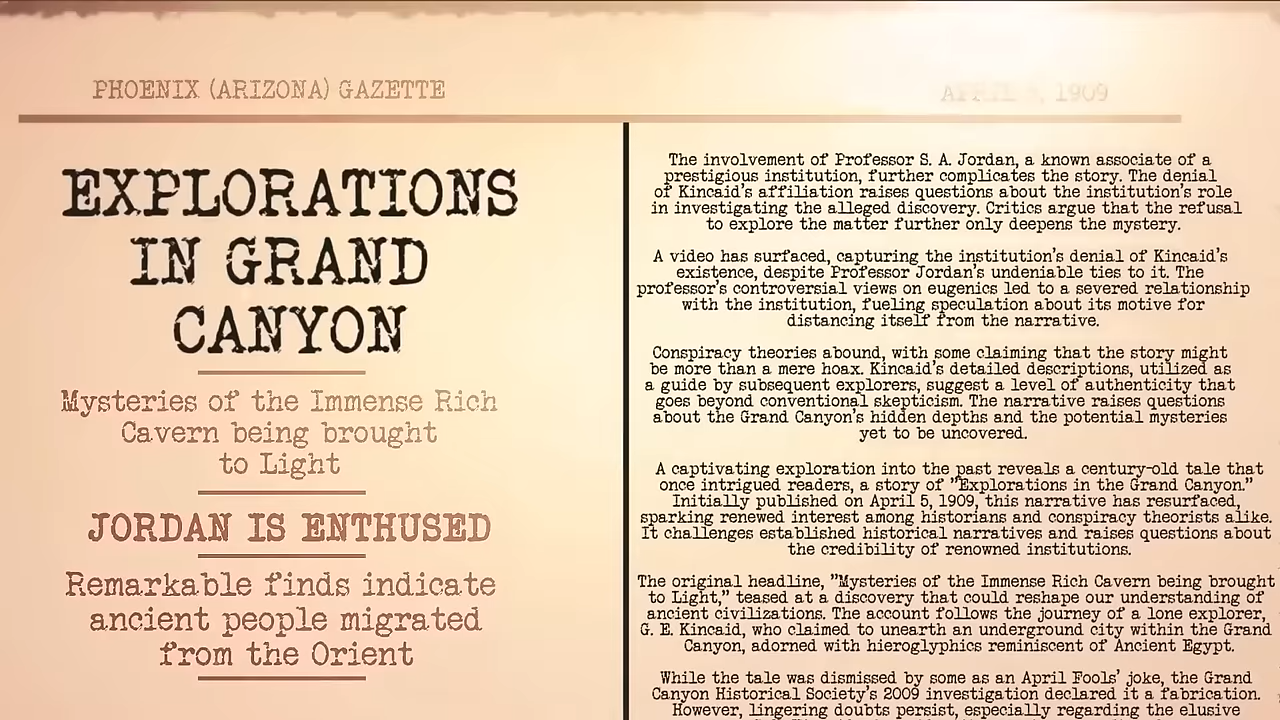 PHOENIX (ARIZONA) GAZETTE
APRIL 5, 1909
EXPLORATIONS
IN GRAND
CANYON
Mysteries of the Immense Rich
Cavern being brought
to Light
JORDAN IS ENTHUSED
Remarkable finds indicate
ancient people migrated
from the Orient
The involvement of Professor S. A. Jordan, a known associate of a
prestigious institution, further complicates the story. The denial
of Kincaid's affiliation raises questions about the institution's role
in investigating the alleged discovery. Critics argue that the refusal
to explore the matter further only deepens the mystery.
A video has surfaced, capturing the institution's denial of Kincaid's
existence, despite Professor Jordan's undeniable ties to it. The
professor's controversial views on eugenics led to a severed relationship
with the institution, fueling speculation about its motive for
distancing itself from the narrative.
Conspiracy theories abound, with some claiming that the story might
be more than a mere hoax. Kincaid's detailed descriptions, utilized as
a guide by subsequent explorers, suggest a level of authenticity that
goes beyond conventional skepticism. The narrative raises questions
about the Grand Canyon's hidden depths and the potential mysteries
yet to be uncovered.
A captivating exploration into the past reveals a century-old tale that
once intrigued readers, a story of "Explorations in the Grand Canyon."
Initially published on April 5, 1909, this narrative has resurfaced,
sparking renewed interest among historians and conspiracy theorists alike.
It challenges established historical narratives and raises questions about
the credibility of renowned institutions.
The original headline, "Mysteries of the Immense Rich Cavern being brought
to Light," teased at a discovery that could reshape our understanding of
ancient civilizations. The account follows the journey of a lone explorer,
G. E. Kincaid, who claimed to unearth an underground city within the Grand
Canyon, adorned with hieroglyphics reminiscent of Ancient Egypt.
While the tale was dismissed by some as an April Fools' joke, the Grand
Canyon Historical Society's 2009 investigation declared it a fabrication.
However, lingering doubts persist, especially regarding the elusive